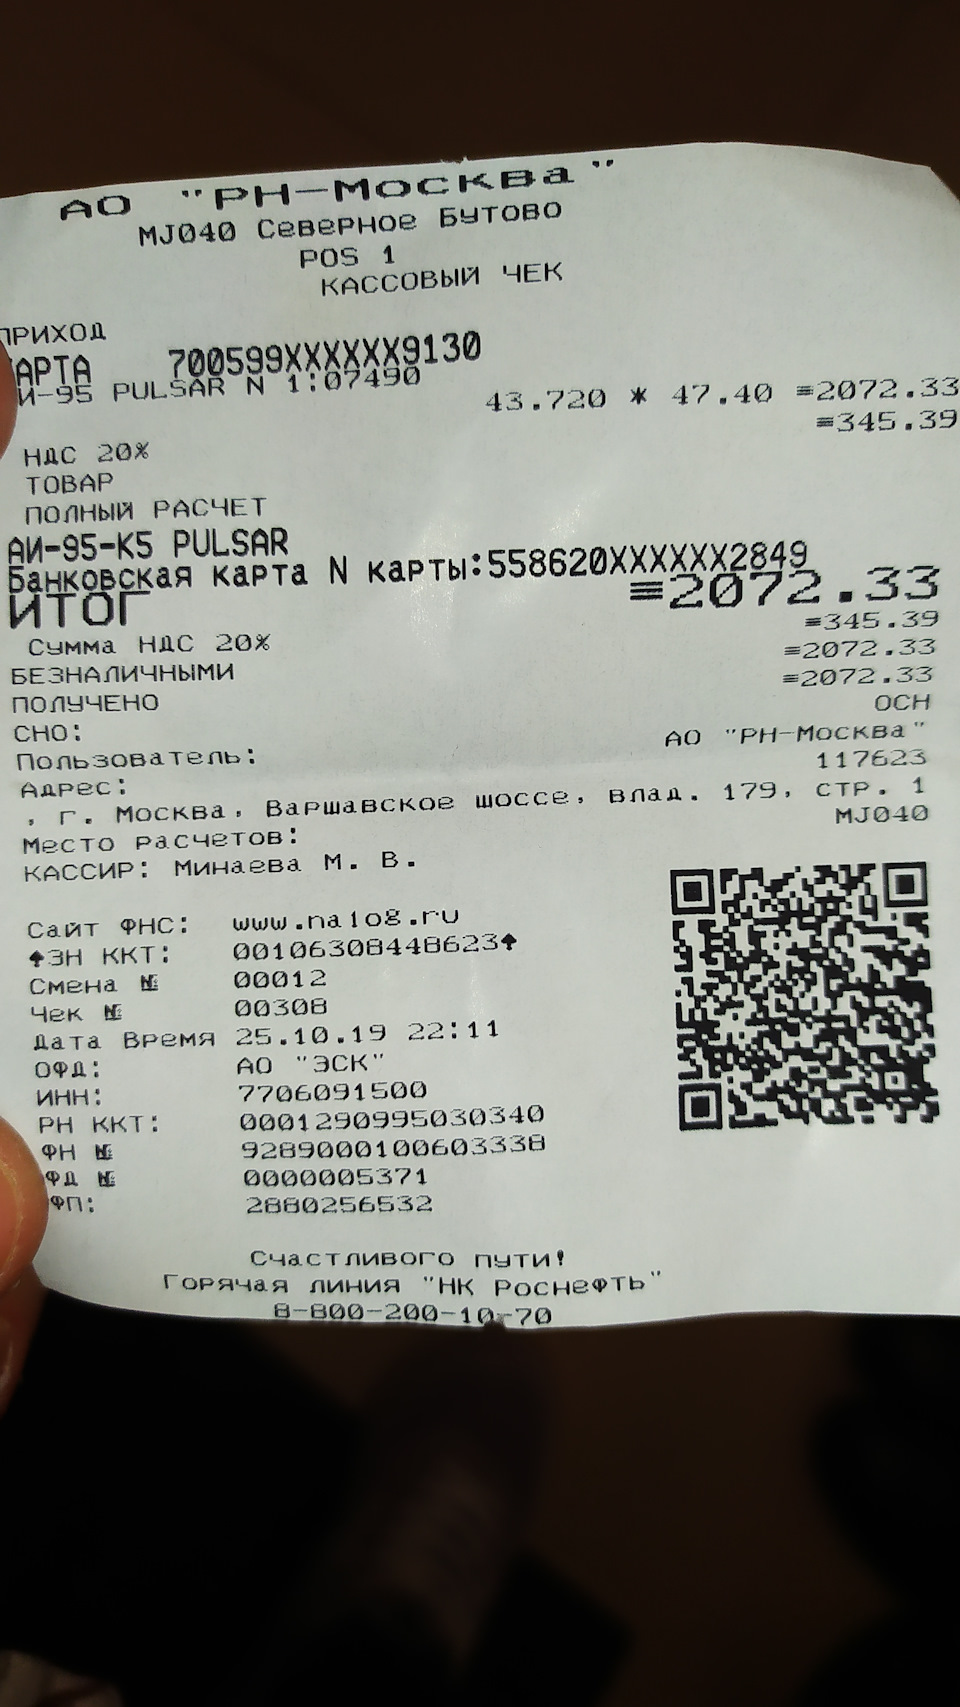 АО "РН-Москва"
MJ040 Северное Бутово
POS 1
КАССОВЫЙ ЧЕК
ПРИХОД
АРТА 700599XXXXXX9130
И-95 PULSAR N 1:07490
43.720 * 47.40 ≡2072.33
≡345.39
НДС 20%
ТОВАР
ПОЛНЫЙ РАСЧЕТ
АИ-95-К5 PULSAR
Банковская карта N карты:558620XXXXXX2849
ИТОГ ≡2072.33
Сумма НДС 20% ≡345.39
БЕЗНАЛИЧНЫМИ ≡2072.33
ПОЛУЧЕНО ≡2072.33
СНО: ОСН
Пользователь: АО "РН-Москва"
Адрес: 117623
, г. Москва, Варшавское шоссе, влад. 179, стр. 1
Место расчетов: MJ040
КАССИР: Минаева М. В.
Сайт ФНС: www.nalog.ru
↑ЗН ККТ: 00106308448623↑
Смена № 00012
Чек № 00308
Дата Время 25.10.19 22:11
ОФД: АО "ЭСК"
ИНН: 7706091500
РН ККТ: 0001290995030340
ФН № 9289000100603338
ФД № 0000005371
ФП: 2880256532
Счастливого пути!
Горячая линия "НК Роснефть"
8-800-200-10-70